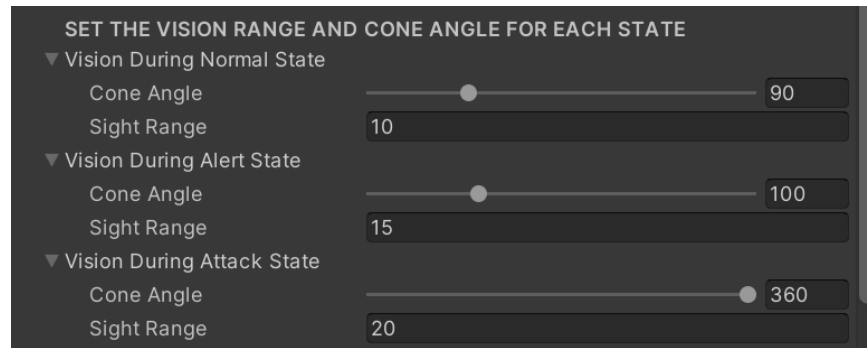 SET THE VISION RANGE AND CONE ANGLE FOR EACH STATE
Vision During Normal State
Cone Angle 90
Sight Range 10
Vision During Alert State
Cone Angle 100
Sight Range 15
Vision During Attack State
Cone Angle 360
Sight Range 20